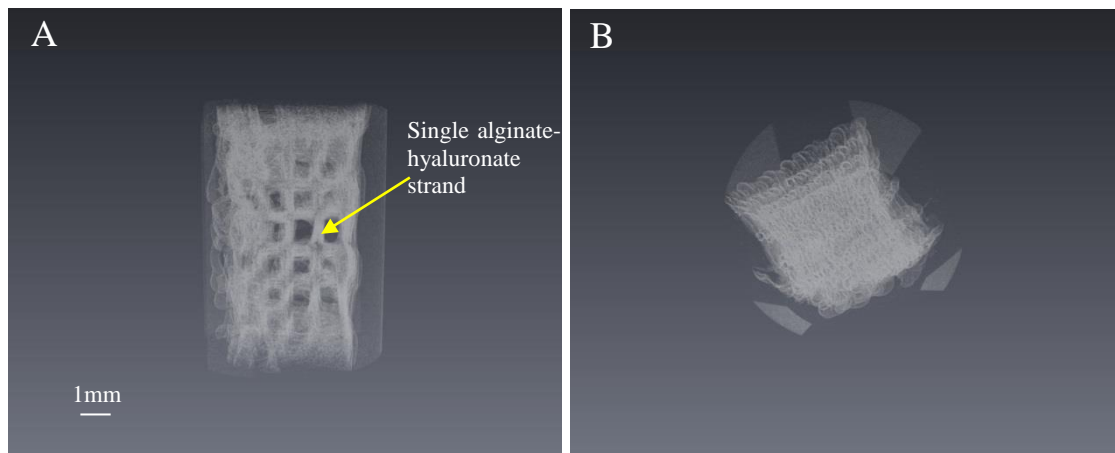 A
B
Single alginate-
hyaluronate
strand
1mm